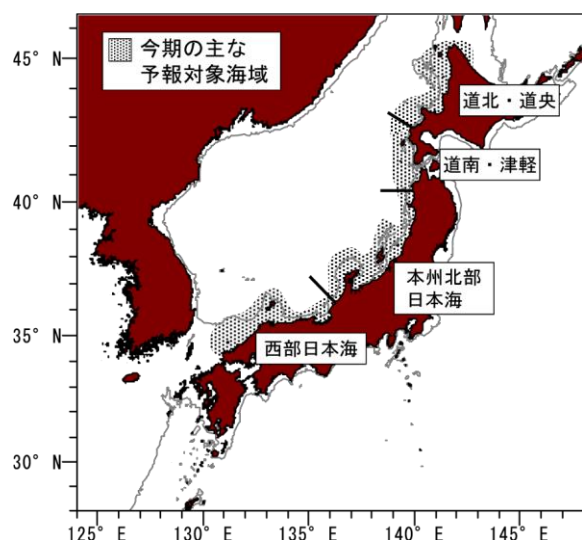 今期の主な
予報対象海域
45° N
道北・道央
道南・津軽
40° N
本州北部
日本海
35° N
西部日本海
30° N
125° E
130° E
135° E
140° E
145° E